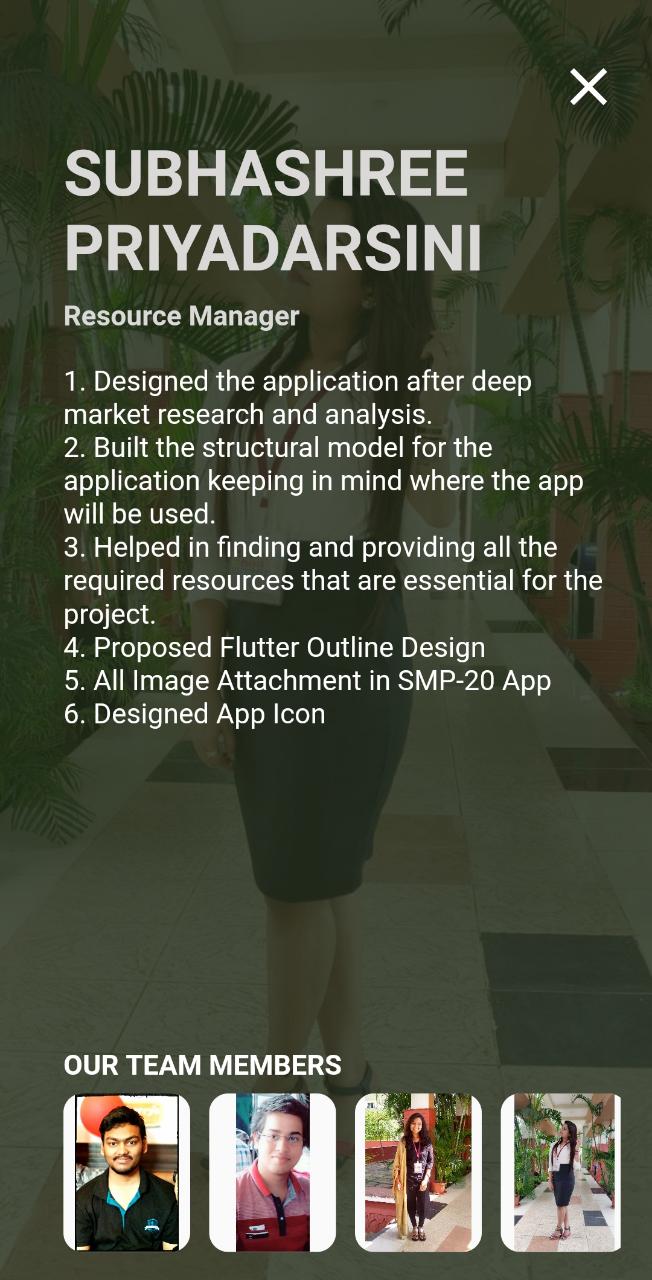 SUBHASHREE
PRIYADARSINI
Resource Manager
1. Designed the application after deep
market research and analysis.
2. Built the structural model for the
application keeping in mind where the app
will be used.
3. Helped in finding and providing all the
required resources that are essential for the
project.
4. Proposed Flutter Outline Design
5. All Image Attachment in SMP-20 App
6. Designed App Icon
OUR TEAM MEMBERS